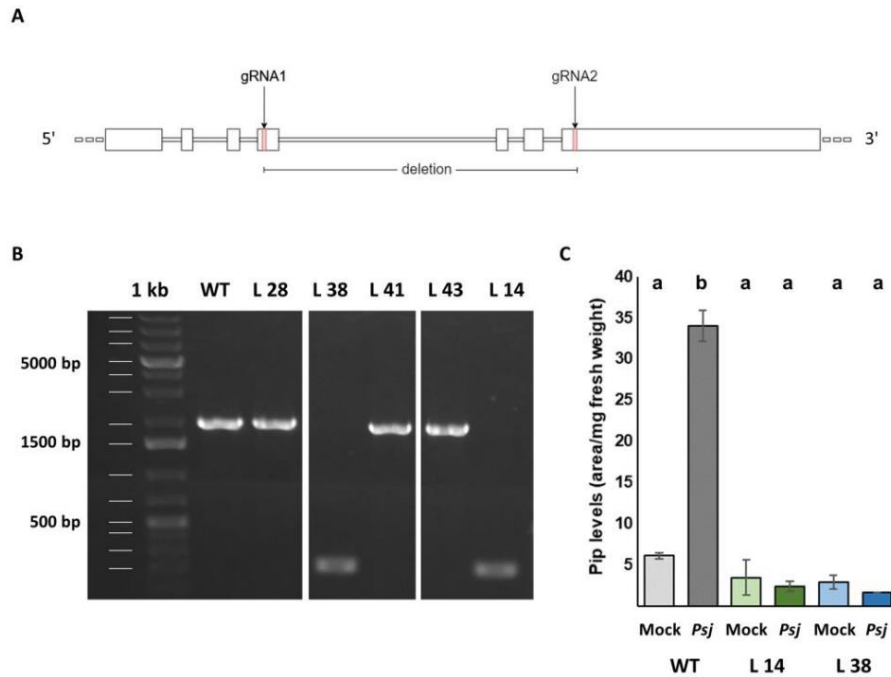 A
gRNA1 gRNA2
5' 3'
deletion
B
1 kb WT L 28 L 38 L 41 L 43 L 14
5000 bp
1500 bp
500 bp
C
Pip levels (area/mg fresh weight)
40
35
30
25
20
15
10
5
a b a a a a
Mock Psj Mock Psj Mock Psj
WT L 14 L 38